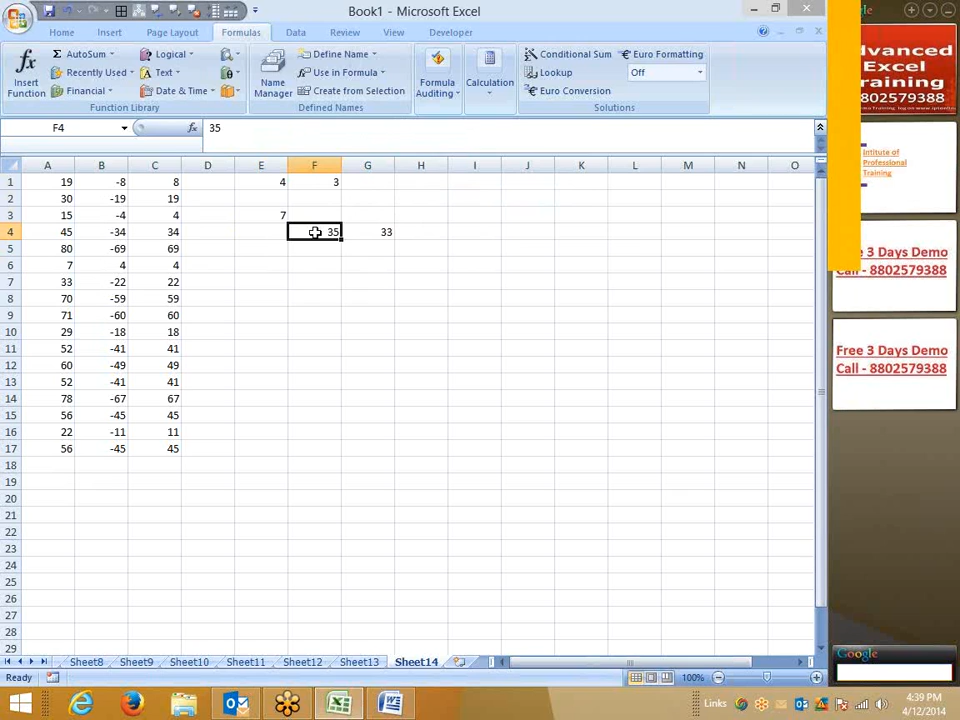 Book1 - Microsoft Excel
Home Insert Page Layout Formulas Data Review View Developer
fx Insert Function
Σ AutoSum
Recently Used
Financial
Logical
Text
Date & Time
Function Library
Name Manager
Define Name
Use in Formula
Create from Selection
Defined Names
Formula Auditing
Calculation
Conditional Sum
Lookup
Euro Conversion
Euro Formatting
Off
Solutions
F4 fx 35
A B C D E F G H I J K L M N O
1 19 -8 8 4 3
2 30 -19 19
3 15 -4 4 7
4 45 -34 34 35 33
5 80 -69 69
6 7 4 4
7 33 -22 22
8 70 -59 59
9 71 -60 60
10 29 -18 18
11 52 -41 41
12 60 -49 49
13 52 -41 41
14 78 -67 67
15 56 -45 45
16 22 -11 11
17 56 -45 45
18
19
20
21
22
23
24
25
26
27
28
29
Sheet8 Sheet9 Sheet10 Sheet11 Sheet12 Sheet13 Sheet14
Ready 100%
ogle
dvanced
Excel
Training
8802579388
Intitute of
Professional
Training
e 3 Days Demo
Call - 8802579388
Free 3 Days Demo
Call - 8802579388
Google
Links
4:39 PM
4/12/2014